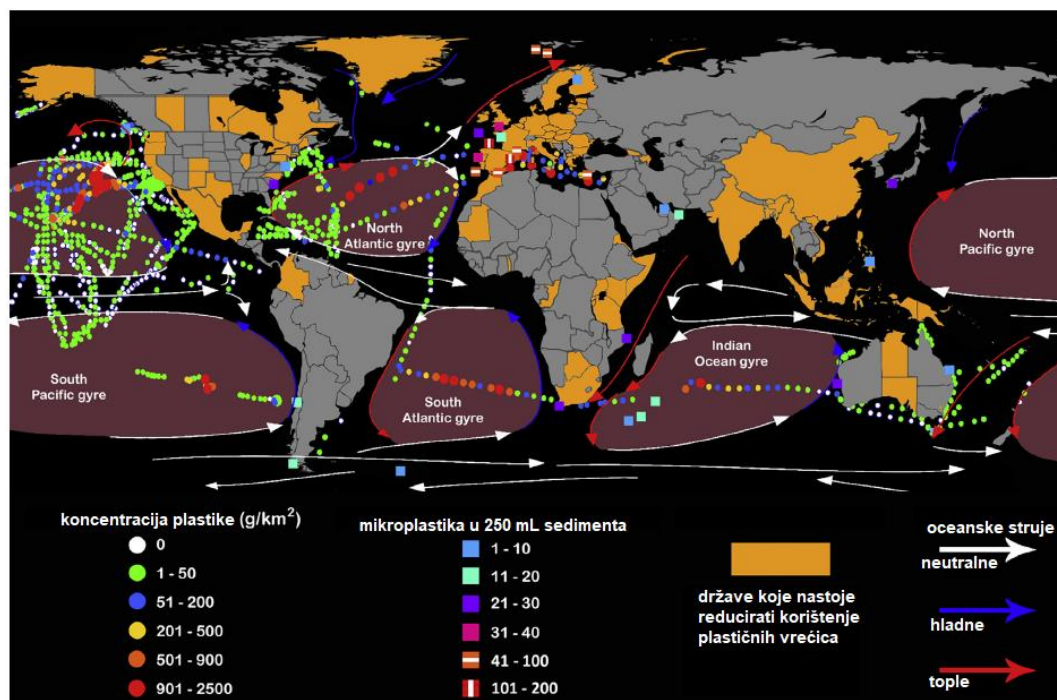 North
Atlantic gyre
North
Pacific gyre
South
Pacific gyre
South
Atlantic gyre
Indian
Ocean gyre
koncentracija plastike (g/km²)
0
1 - 50
51 - 200
201 - 500
501 - 900
901 - 2500
mikroplastika u 250 mL sedimenta
1 - 10
11 - 20
21 - 30
31 - 40
41 - 100
101 - 200
države koje nastoje
reducirati korištenje
plastičnih vrećica
oceanske struje
neutralne
hladne
tople